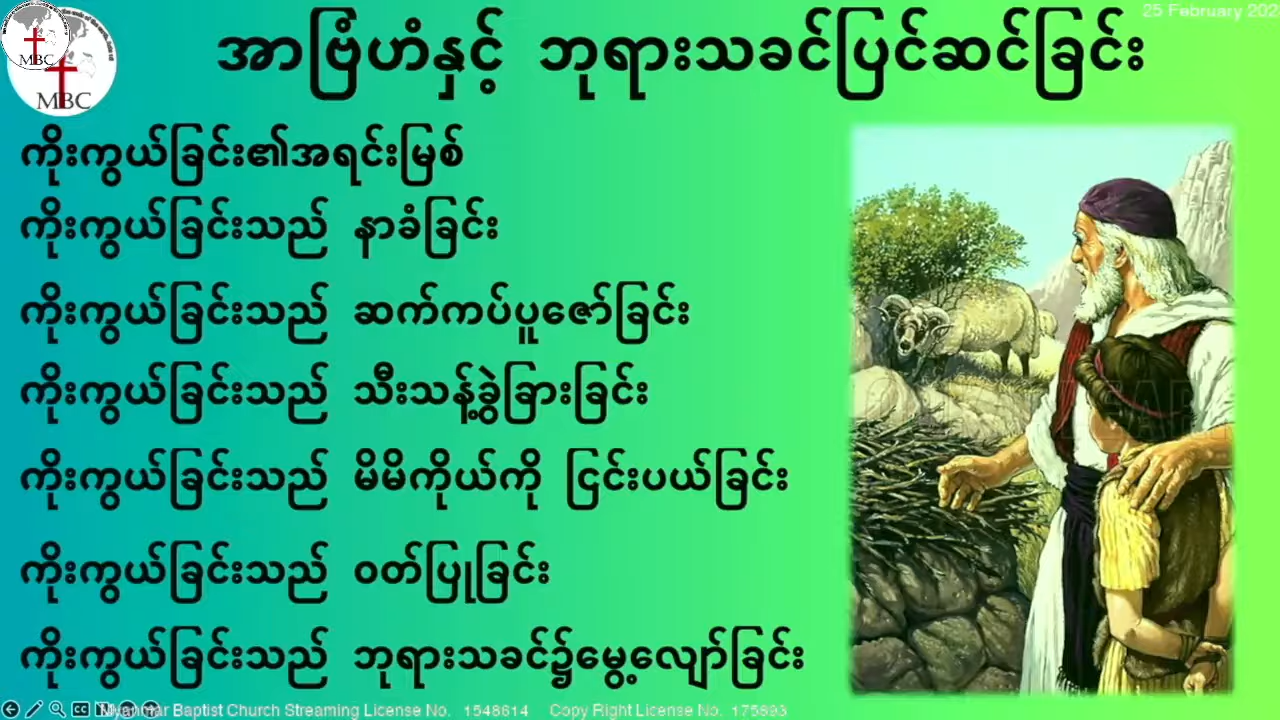 25 February 202
MBC
MBC
အာဗြံဟံနှင့် ဘုရားသခင်ပြင်ဆင်ခြင်း
ကိုးကွယ်ခြင်း၏အရင်းမြစ်
ကိုးကွယ်ခြင်းသည် နာခံခြင်း
ကိုးကွယ်ခြင်းသည် ဆက်ကပ်ပူဇော်ခြင်း
ကိုးကွယ်ခြင်းသည် သီးသန့်ခွဲခြားခြင်း
ကိုးကွယ်ခြင်းသည် မိမိကိုယ်ကို ငြင်းပယ်ခြင်း
ကိုးကွယ်ခြင်းသည် ဝတ်ပြုခြင်း
ကိုးကွယ်ခြင်းသည် ဘုရားသခင်၌မွေ့လျော်ခြင်း
Myanmar Baptist Church Streaming License No. 1548614 Copy Right License No. 175693